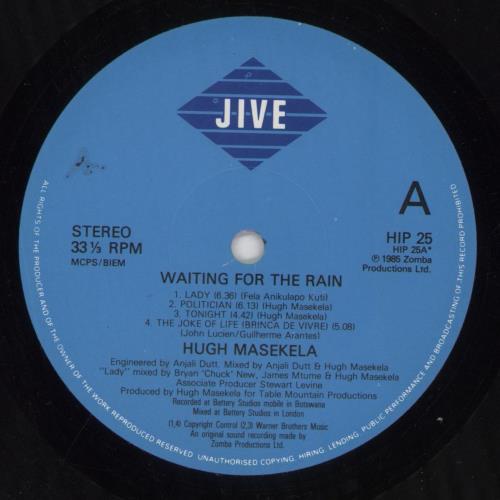 JIVE
A
STEREO
33⅓ RPM
MCPS/BIEM
HIP 25
HIP 25A*
℗ 1985 Zomba
Productions Ltd.
WAITING FOR THE RAIN
1. LADY (6.36) (Fela Anikulapo Kuti)
2. POLITICIAN (6.13) (Hugh Masekela)
3. TONIGHT (4.42) (Hugh Masekela)
4. THE JOKE OF LIFE (BRINCA DE VIVRE) (5.08)
(John Lucien/Guilherme Arantes)
HUGH MASEKELA
Engineered by Anjali Dutt, Mixed by Anjali Dutt & Hugh Masekela
"Lady" mixed by Bryan 'Chuck' New, James Mtume & Hugh Masekela
Associate Producer Stewart Levine
Produced by Hugh Masekela for Table Mountain Productions
Recorded at Battery Studios mobile in Botswana
Mixed at Battery Studios in London
(1,4) Copyright Control (2,3) Warner Brothers Music
An original sound recording made by
Zomba Productions Ltd.
ALL RIGHTS OF THE PRODUCER AND OF THE OWNER OF THE WORK REPRODUCED RESERVED. UNAUTHORISED COPYING, HIRING, LENDING, PUBLIC PERFORMANCE AND BROADCASTING OF THIS RECORD PROHIBITED